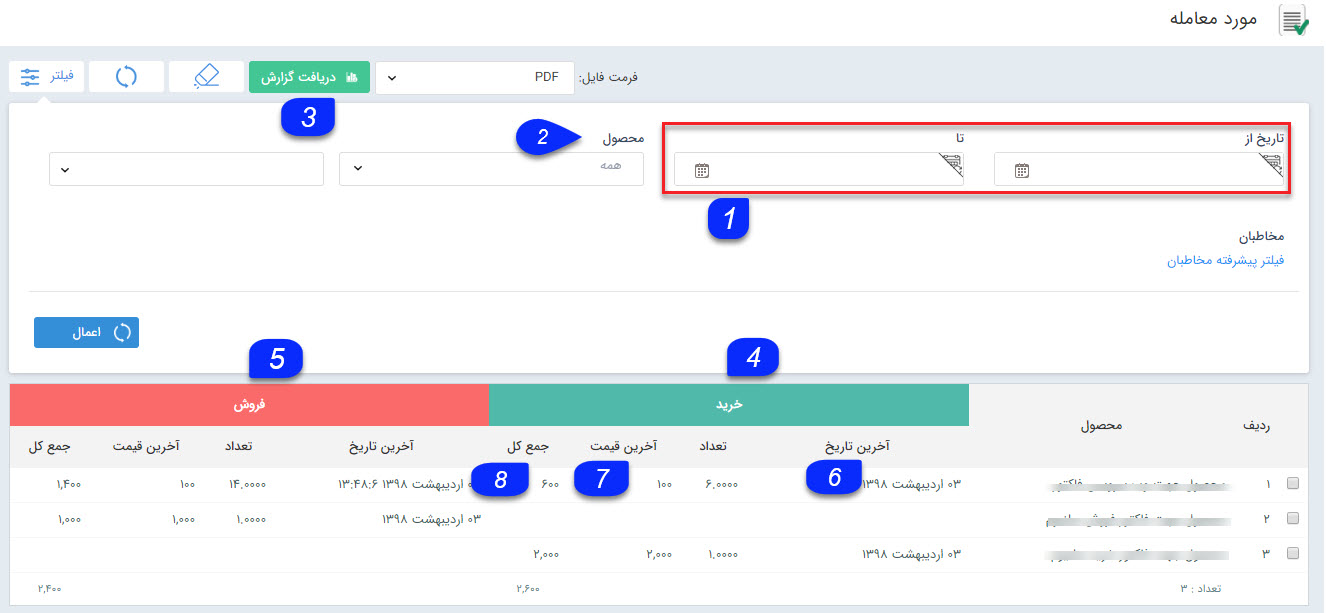 مورد معامله
فرمت فایل: PDF دریافت گزارش فیلتر
3
تاریخ از تا محصول 2
همه
1
مخاطبان
فیلتر پیشرفته مخاطبان
اعمال
4 5
ردیف محصول خرید فروش
آخرین تاریخ تعداد آخرین قیمت جمع کل آخرین تاریخ تعداد آخرین قیمت جمع کل
6 7 8
۱ ۰۳ اردیبهشت ۱۳۹۸ ۶.۰۰۰۰ ۱۰۰ ۶۰۰ اردیبهشت ۱۳۹۸ ۱۳:۴۸:۶ ۱۴.۰۰۰۰ ۱۰۰ ۱,۴۰۰
۲ ۰۳ اردیبهشت ۱۳۹۸ ۱.۰۰۰۰ ۱,۰۰۰ ۱,۰۰۰
۳ ۰۳ اردیبهشت ۱۳۹۸ ۱.۰۰۰۰ ۲,۰۰۰ ۲,۰۰۰
تعداد : ۳ ۲,۶۰۰ ۲,۴۰۰